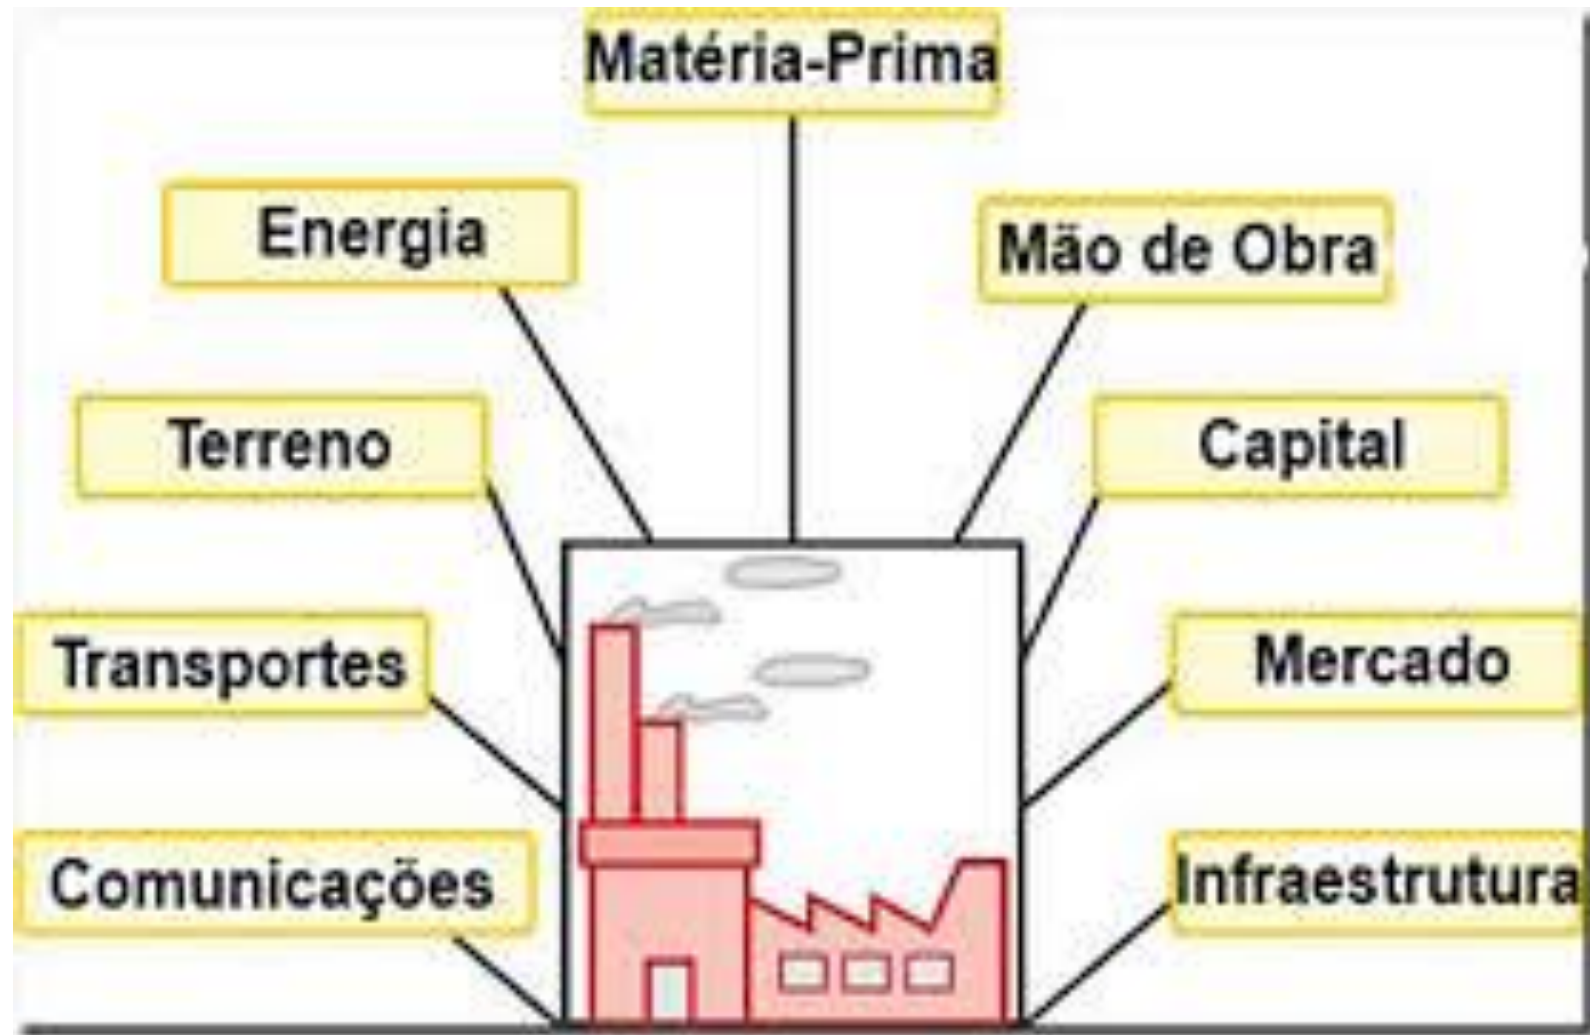 Matéria-Prima
Energia
Mão de Obra
Terreno
Capital
Transportes
Mercado
Comunicações
Infraestrutura